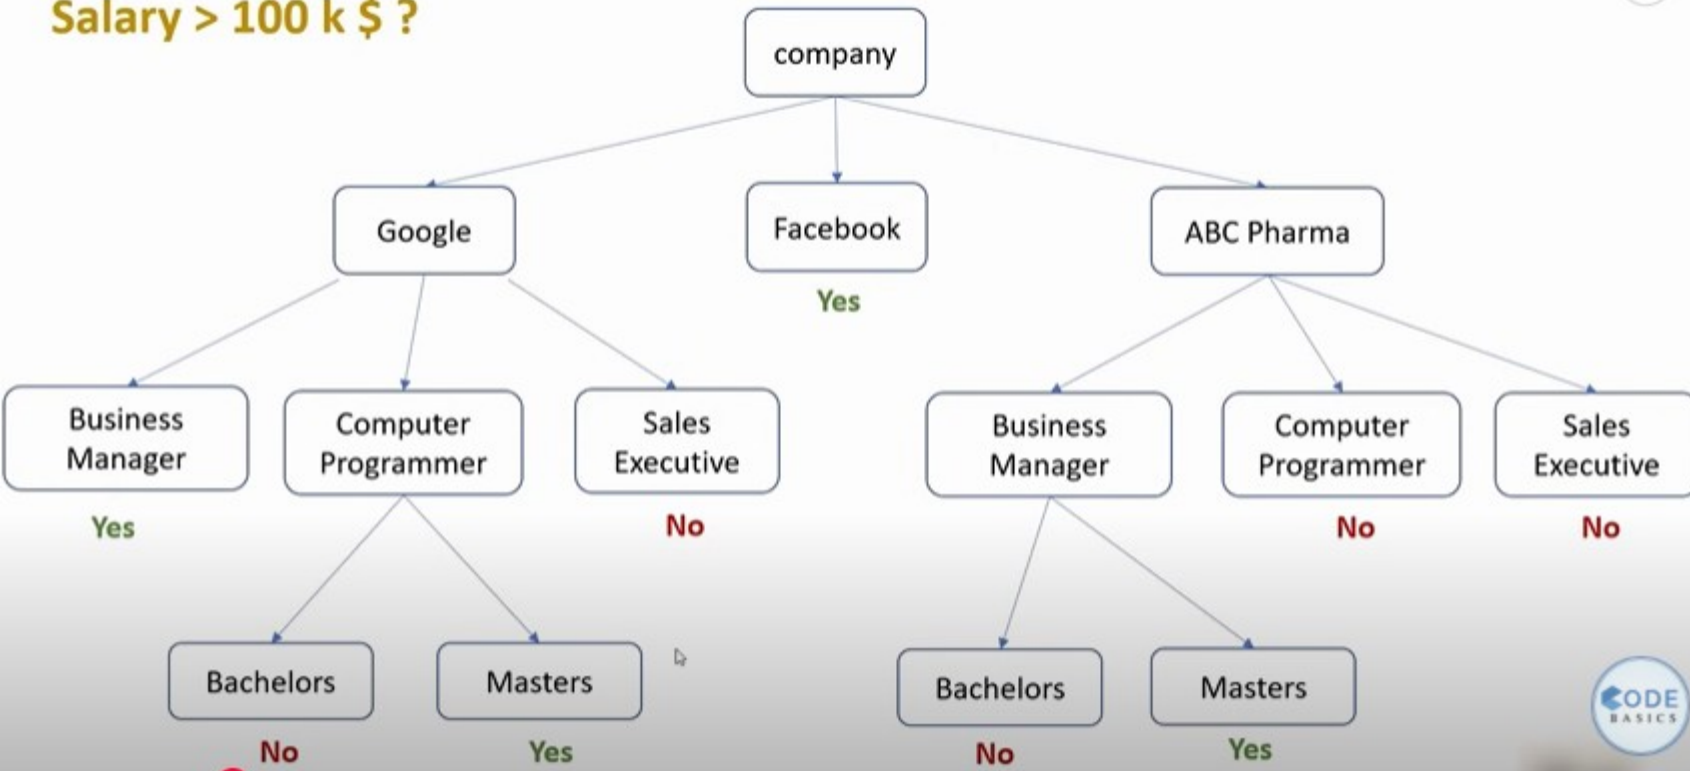 Salary > 100 k $ ?
company
Google
Facebook
ABC Pharma
Yes
Business
Manager
Computer
Programmer
Sales
Executive
Business
Manager
Computer
Programmer
Sales
Executive
Yes
No
No
No
Bachelors
Masters
Bachelors
Masters
No
Yes
No
Yes
CODE
BASICS